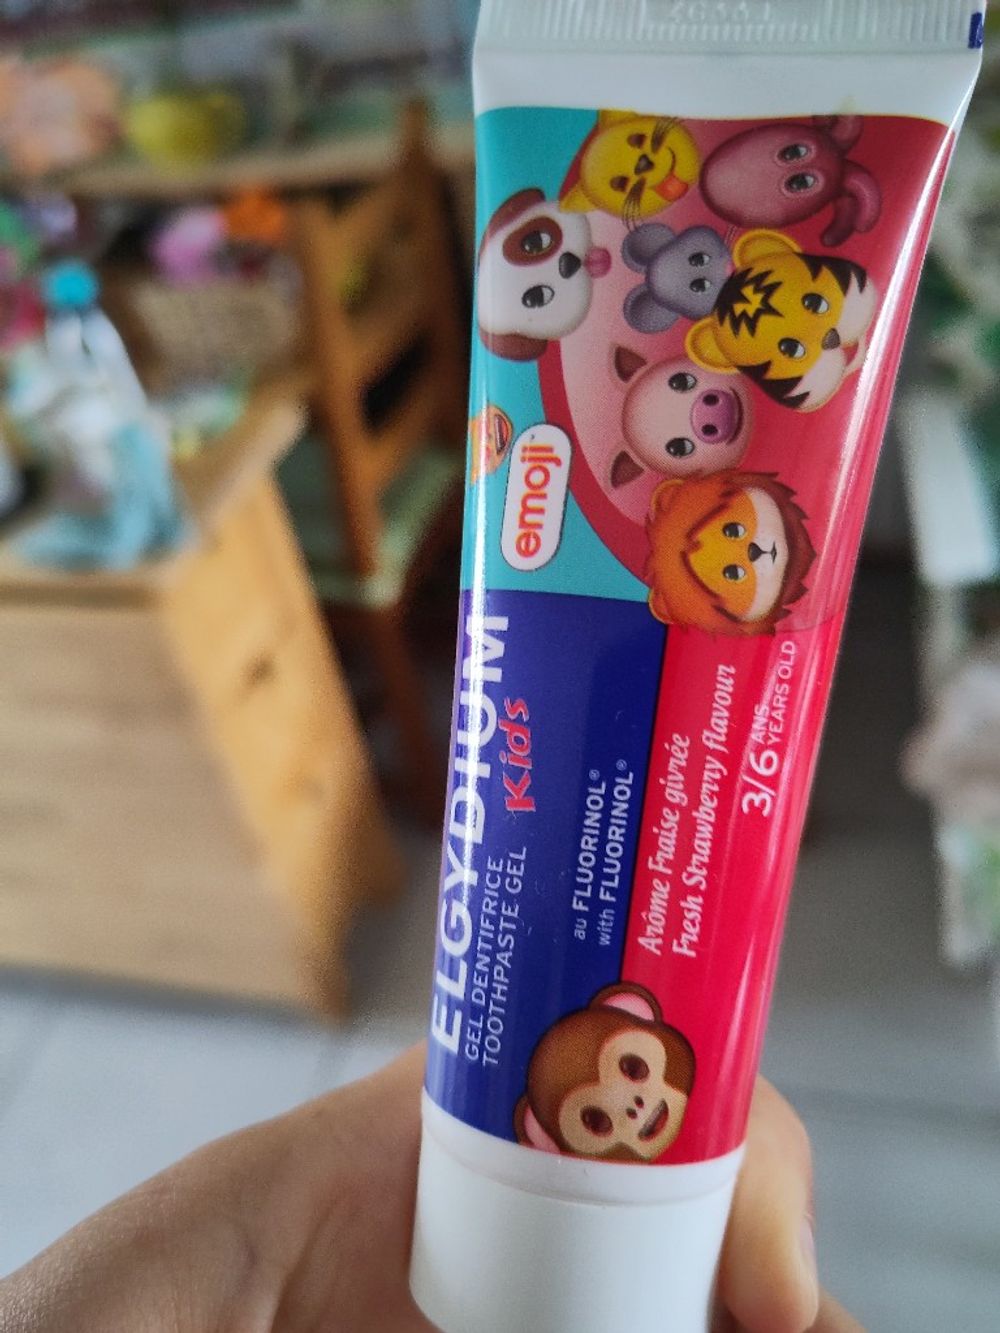 emoji™
ELGYDIUM
Kids
GEL DENTIFRICE
TOOTHPASTE GEL
au FLUORINOL®
with FLUORINOL®
Arôme Fraise givrée
Fresh Strawberry flavour
3/6 ANS
YEARS OLD